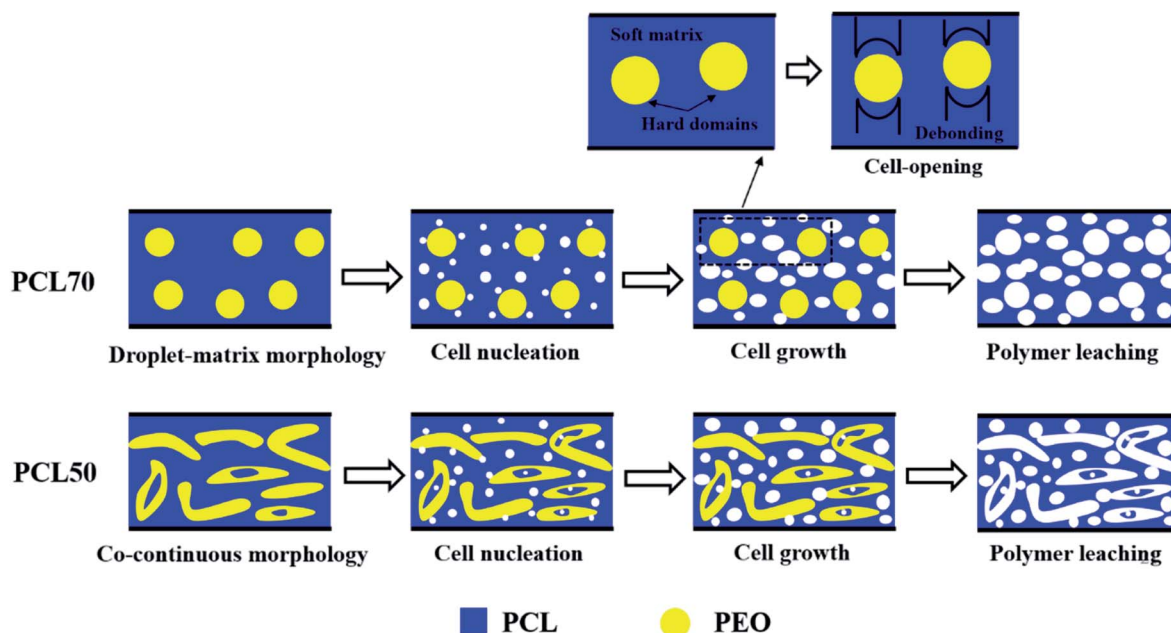 Soft matrix
Hard domains
Debonding
Cell-opening
PCL70
Droplet-matrix morphology
Cell nucleation
Cell growth
Polymer leaching
PCL50
Co-continuous morphology
Cell nucleation
Cell growth
Polymer leaching
PCL
PEO